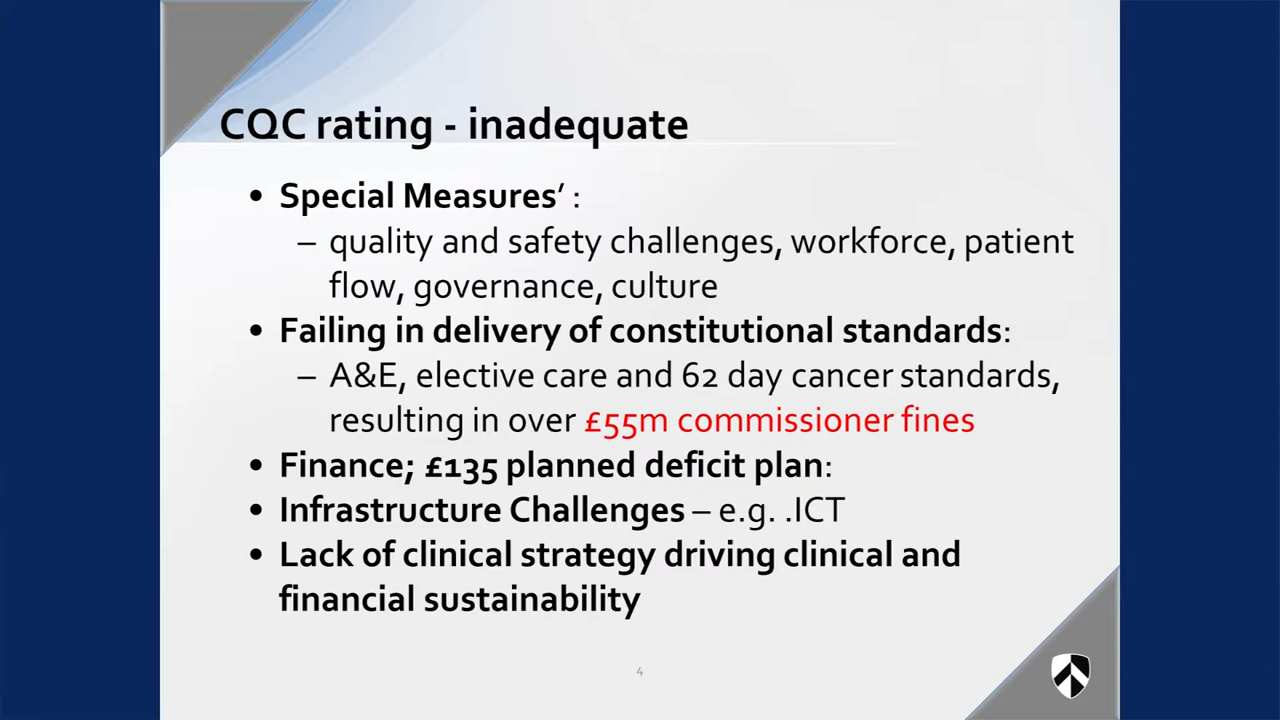 CQC rating - inadequate
• Special Measures’ :
– quality and safety challenges, workforce, patient
flow, governance, culture
• Failing in delivery of constitutional standards:
– A&E, elective care and 62 day cancer standards,
resulting in over £55m commissioner fines
• Finance; £135 planned deficit plan:
• Infrastructure Challenges – e.g. .ICT
• Lack of clinical strategy driving clinical and
financial sustainability
4